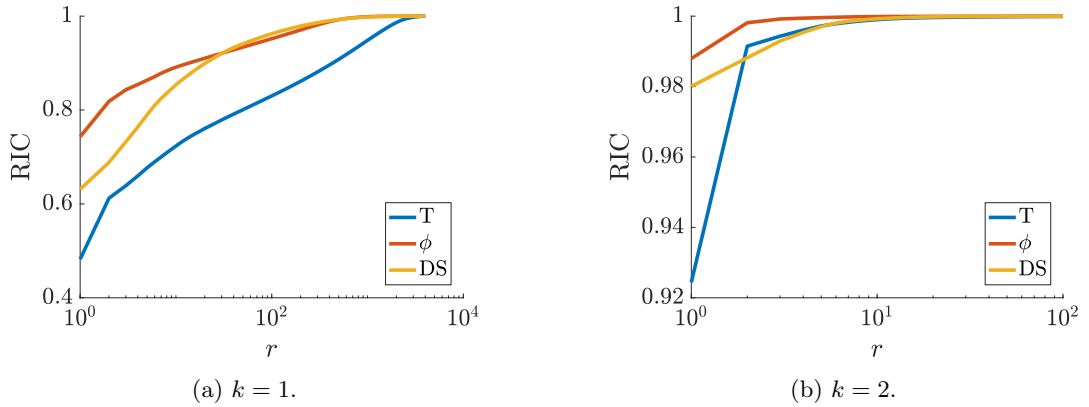 1
0.8
0.6
0.4
RIC
T
ϕ
DS
10^0
10^2
10^4
r
(a) k = 1.
1
0.98
0.96
0.94
0.92
RIC
T
ϕ
DS
10^0
10^1
10^2
r
(b) k = 2.